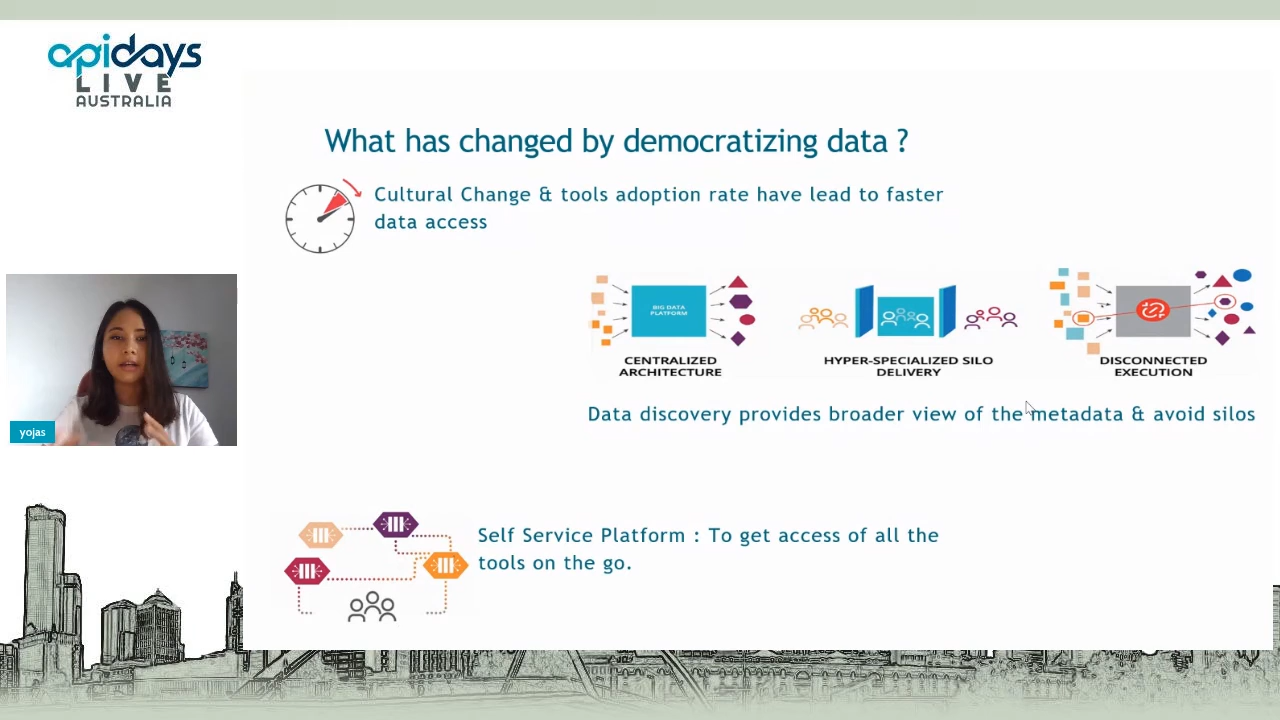 apidays
LIVE
AUSTRALIA
What has changed by democratizing data ?
Cultural Change & tools adoption rate have lead to faster
data access
BIG DATA
PLATFORM
CENTRALIZED
ARCHITECTURE
HYPER-SPECIALIZED SILO
DELIVERY
DISCONNECTED
EXECUTION
Data discovery provides broader view of the metadata & avoid silos
yojas
Self Service Platform : To get access of all the
tools on the go.